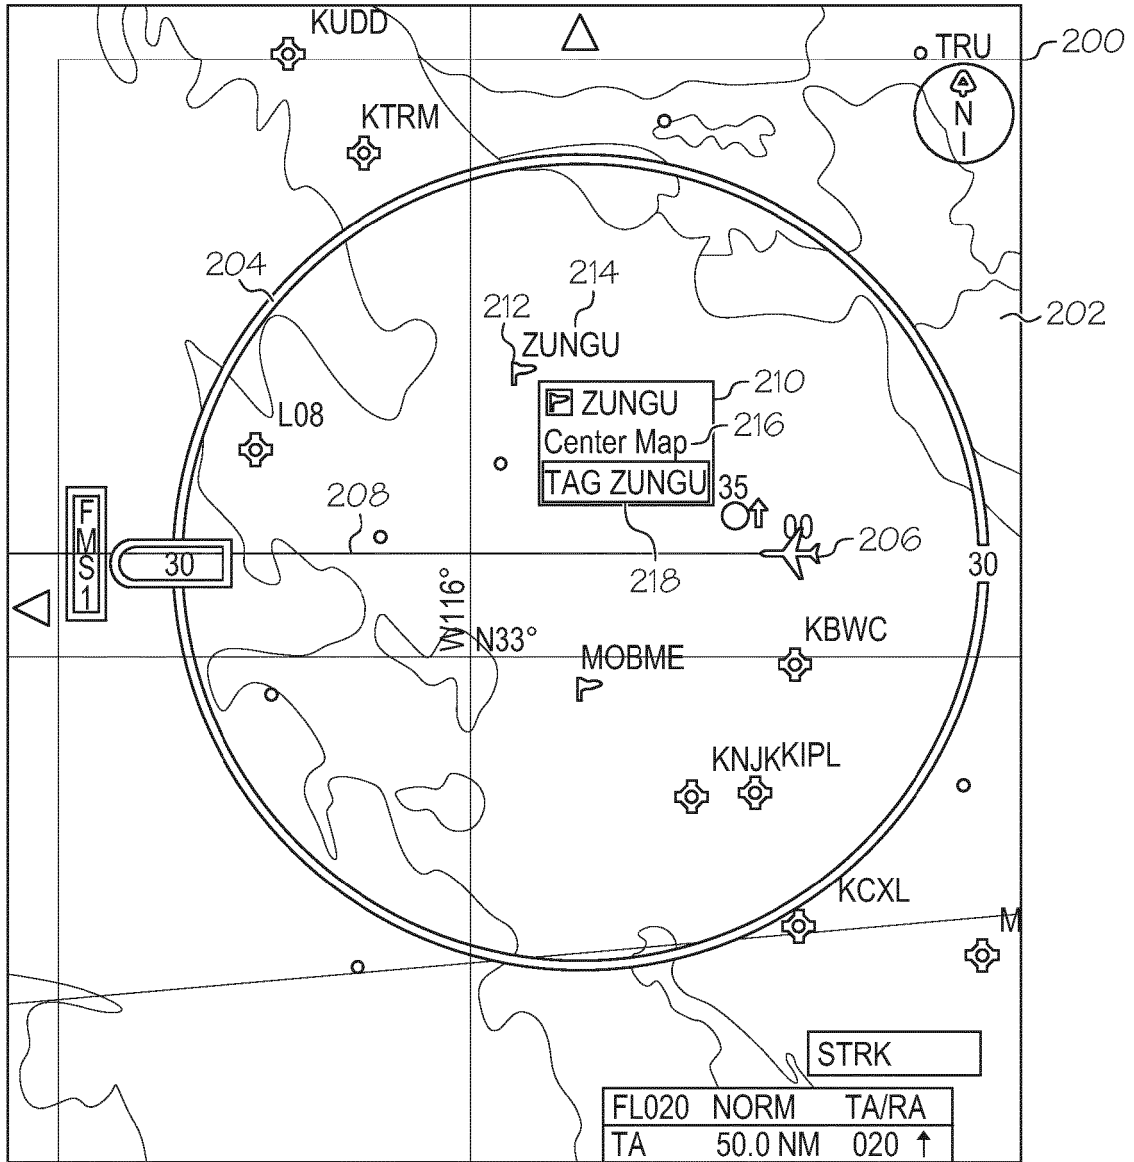 KUDD
TRU
200
N
KTRM
204
214
202
212
ZUNGU
210
ZUNGU
L08
Center Map
216
TAG ZUNGU
35
208
00
FMS1
30
206
30
218
W116°
N33°
KBWC
MOBME
KNJK
KIPL
KCXL
M
STRK
FL020 NORM TA/RA
TA 50.0 NM 020 ↑